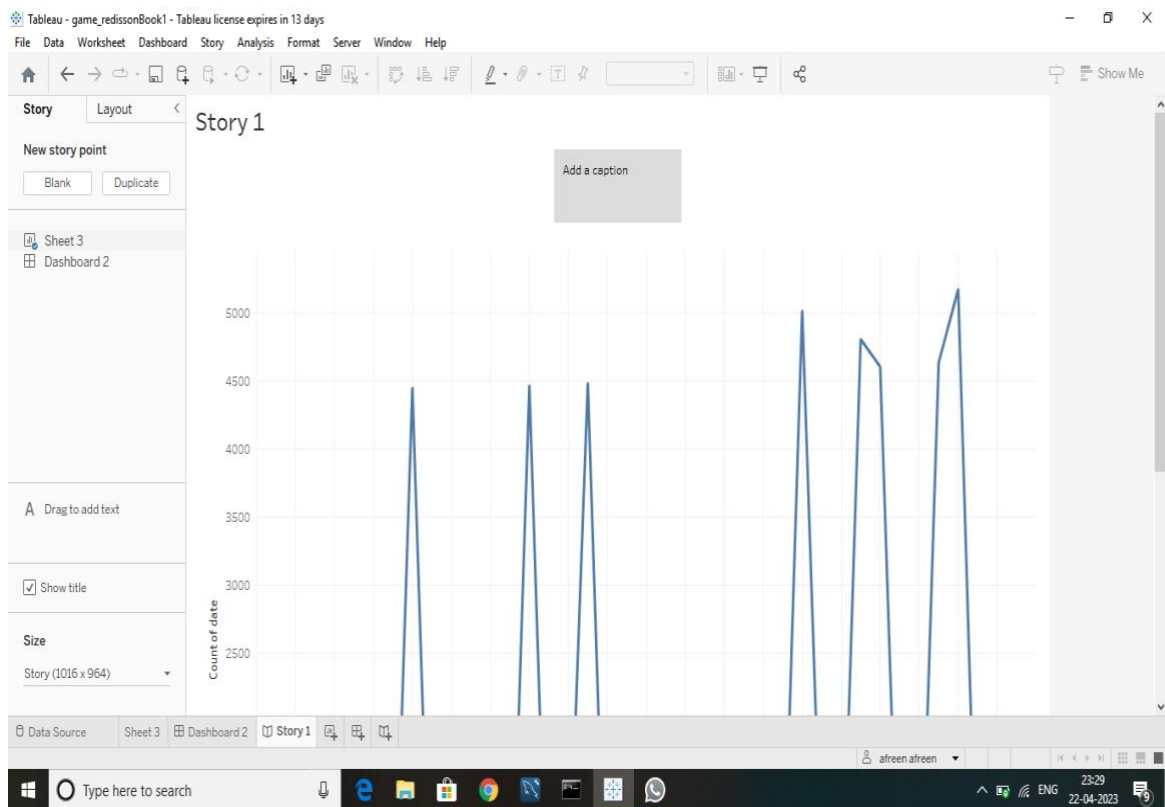 Tableau - game_redissonBook1 - Tableau license expires in 13 days
File Data Worksheet Dashboard Story Analysis Format Server Window Help
Show Me
Story Layout
Story 1
New story point
Blank Duplicate
Add a caption
Sheet 3
Dashboard 2
5000
4500
4000
3500
3000
2500
Count of date
A Drag to add text
Show title
Size
Story (1016 x 964)
Data Source Sheet 3 Dashboard 2 Story 1
afreen afreen
Type here to search
ENG
23:29
22-04-2023
9